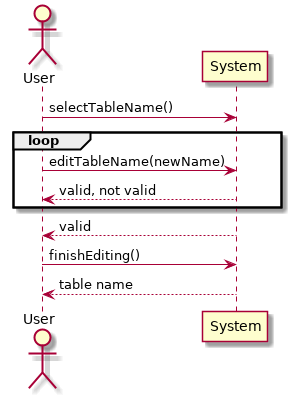 User
System
selectTableName()
loop
editTableName(newName)
valid, not valid
valid
finishEditing()
table name
User
System